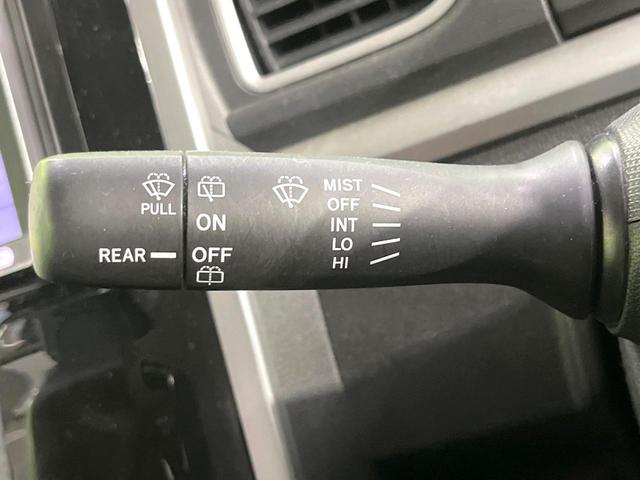 PULL
REAR
ON
OFF
MIST
OFF
INT
LO
HI